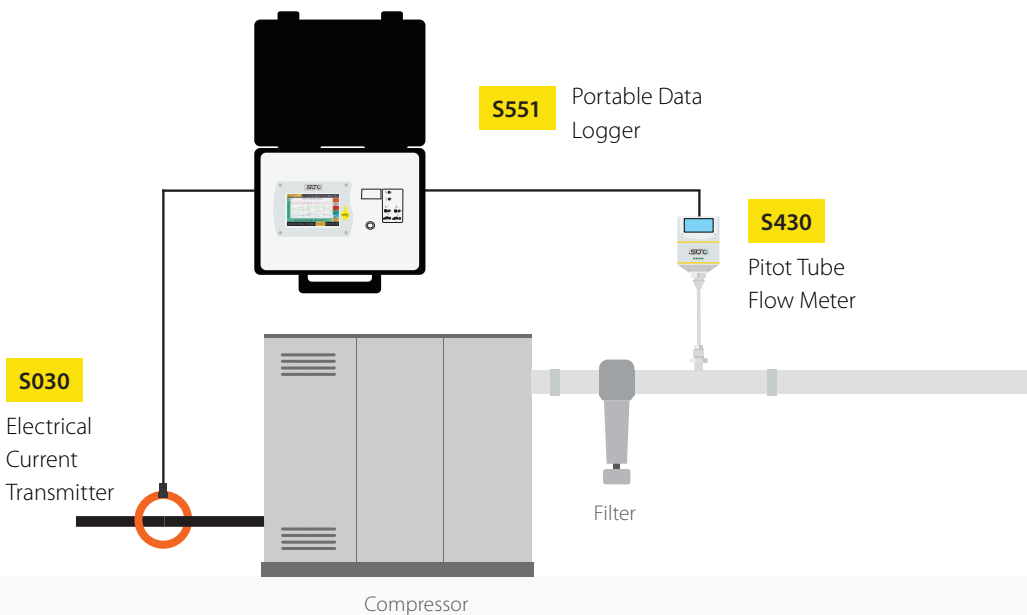 S551
Portable Data
Logger
S430
Pitot Tube
Flow Meter
S030
Electrical
Current
Transmitter
Filter
Compressor